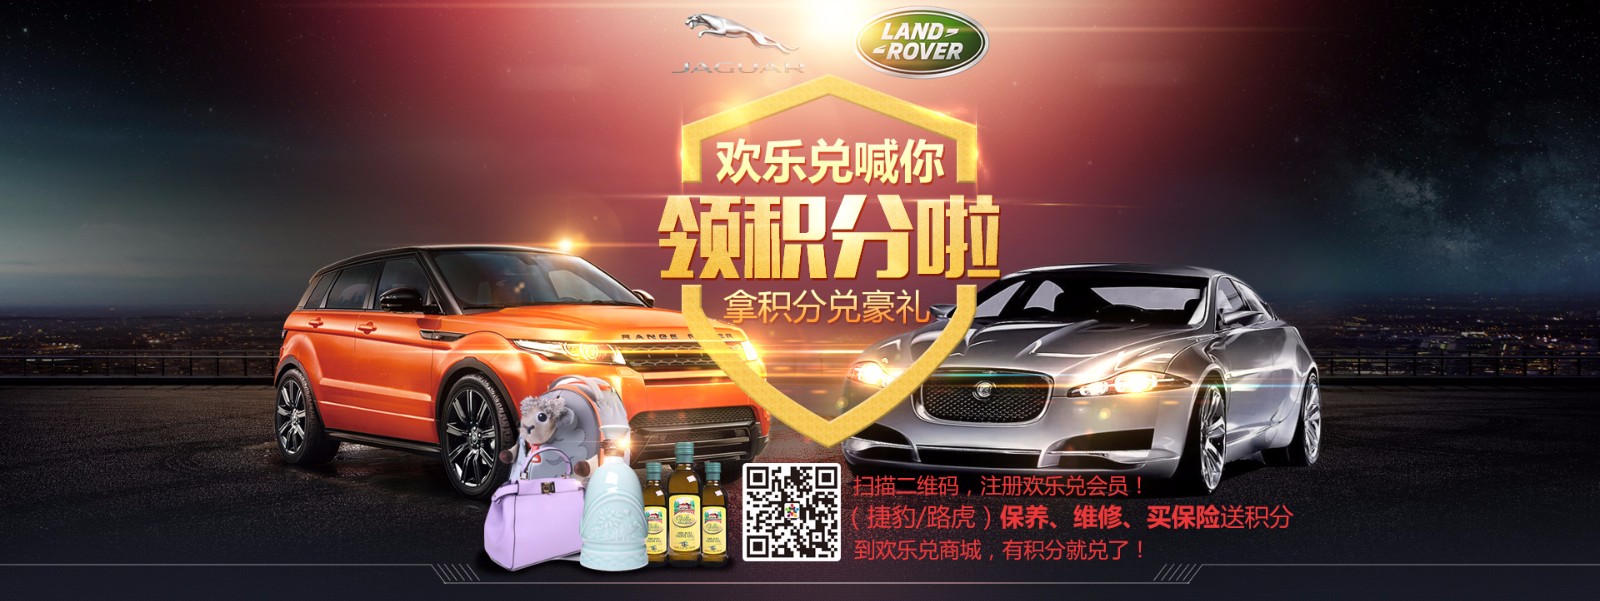 JAGUAR
LAND
ROVER
欢乐兑喊你
领积分啦
拿积分兑豪礼
RANGE ROVER
扫描二维码，注册欢乐兑会员！
（捷豹/路虎）保养、维修、买保险送积分
到欢乐兑商城，有积分就兑了！